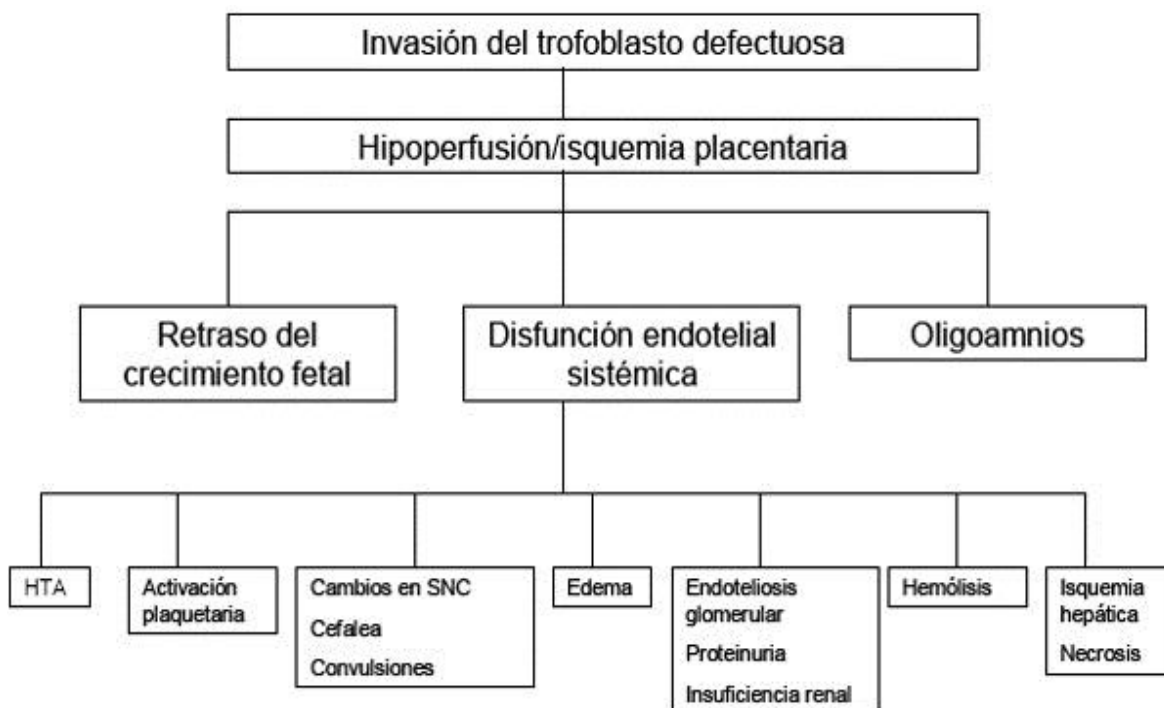 Invasión del trofoblasto defectuosa
Hipoperfusión/isquemia placentaria
Retraso del
crecimiento fetal
Disfunción endotelial
sistémica
Oligoamnios
HTA
Activación
plaquetaria
Cambios en SNC
Cefalea
Convulsiones
Edema
Endoteliosis
glomerular
Proteinuria
Insuficiencia renal
Hemólisis
Isquemia
hepática
Necrosis